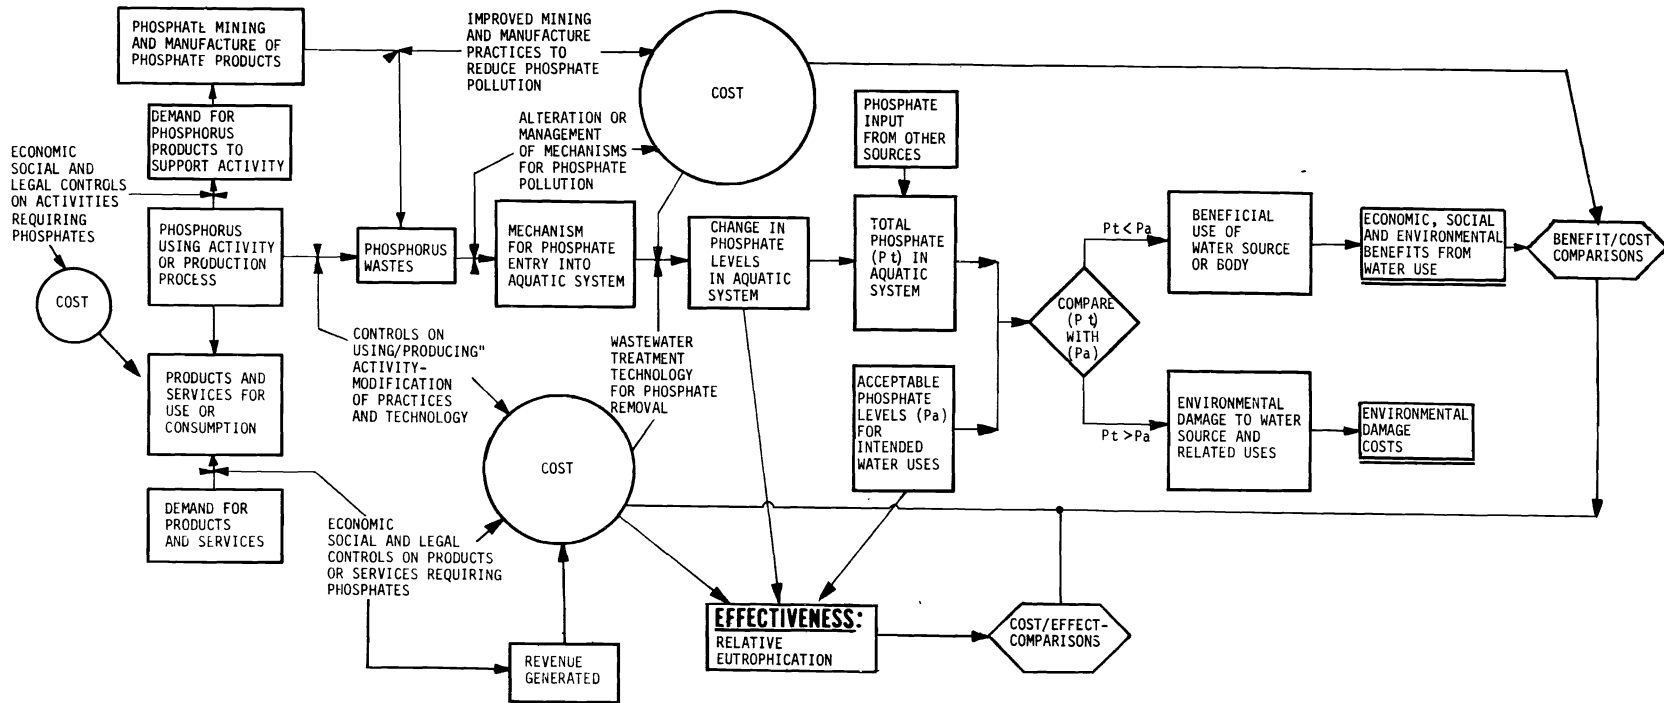 PHOSPHATE MINING
AND MANUFACTURE OF
PHOSPHATE PRODUCTS
IMPROVED MINING
AND MANUFACTURE
PRACTICES TO
REDUCE PHOSPHATE
POLLUTION
COST
DEMAND FOR
PHOSPHORUS
PRODUCTS TO
SUPPORT ACTIVITY
ALTERATION OR
MANAGEMENT
OF MECHANISMS
FOR PHOSPHATE
POLLUTION
PHOSPHATE
INPUT
FROM OTHER
SOURCES
ECONOMIC
SOCIAL AND
LEGAL CONTROLS
ON ACTIVITIES
REQUIRING
PHOSPHATES
PHOSPHORUS
USING ACTIVITY
OR PRODUCTION
PROCESS
PHOSPHORUS
WASTES
MECHANISM
FOR PHOSPHATE
ENTRY INTO
AQUATIC SYSTEM
CHANGE IN
PHOSPHATE
LEVELS
IN AQUATIC
SYSTEM
TOTAL
PHOSPHATE
(Pt) IN
AQUATIC
SYSTEM
Pt<Pa
BENEFICIAL
USE OF
WATER SOURCE
OR BODY
ECONOMIC, SOCIAL
AND ENVIRONMENTAL
BENEFITS FROM
WATER USE
BENEFIT/COST
COMPARISONS
COST
COMPARE
(Pt)
WITH
(Pa)
CONTROLS ON
USING/PRODUCING"
ACTIVITY-
MODIFICATION
OF PRACTICES
AND TECHNOLOGY
WASTEWATER
TREATMENT
TECHNOLOGY
FOR PHOSPHATE
REMOVAL
PRODUCTS AND
SERVICES FOR
USE OR
CONSUMPTION
ACCEPTABLE
PHOSPHATE
LEVELS (Pa)
FOR
INTENDED
WATER USES
Pt>Pa
ENVIRONMENTAL
DAMAGE TO WATER
SOURCE AND
RELATED USES
ENVIRONMENTAL
DAMAGE
COSTS
COST
DEMAND FOR
PRODUCTS
AND SERVICES
ECONOMIC
SOCIAL AND LEGAL
CONTROLS ON PRODUCTS
OR SERVICES REQUIRING
PHOSPHATES
EFFECTIVENESS:
RELATIVE
EUTROPHICATION
COST/EFFECT-
COMPARISONS
REVENUE
GENERATED